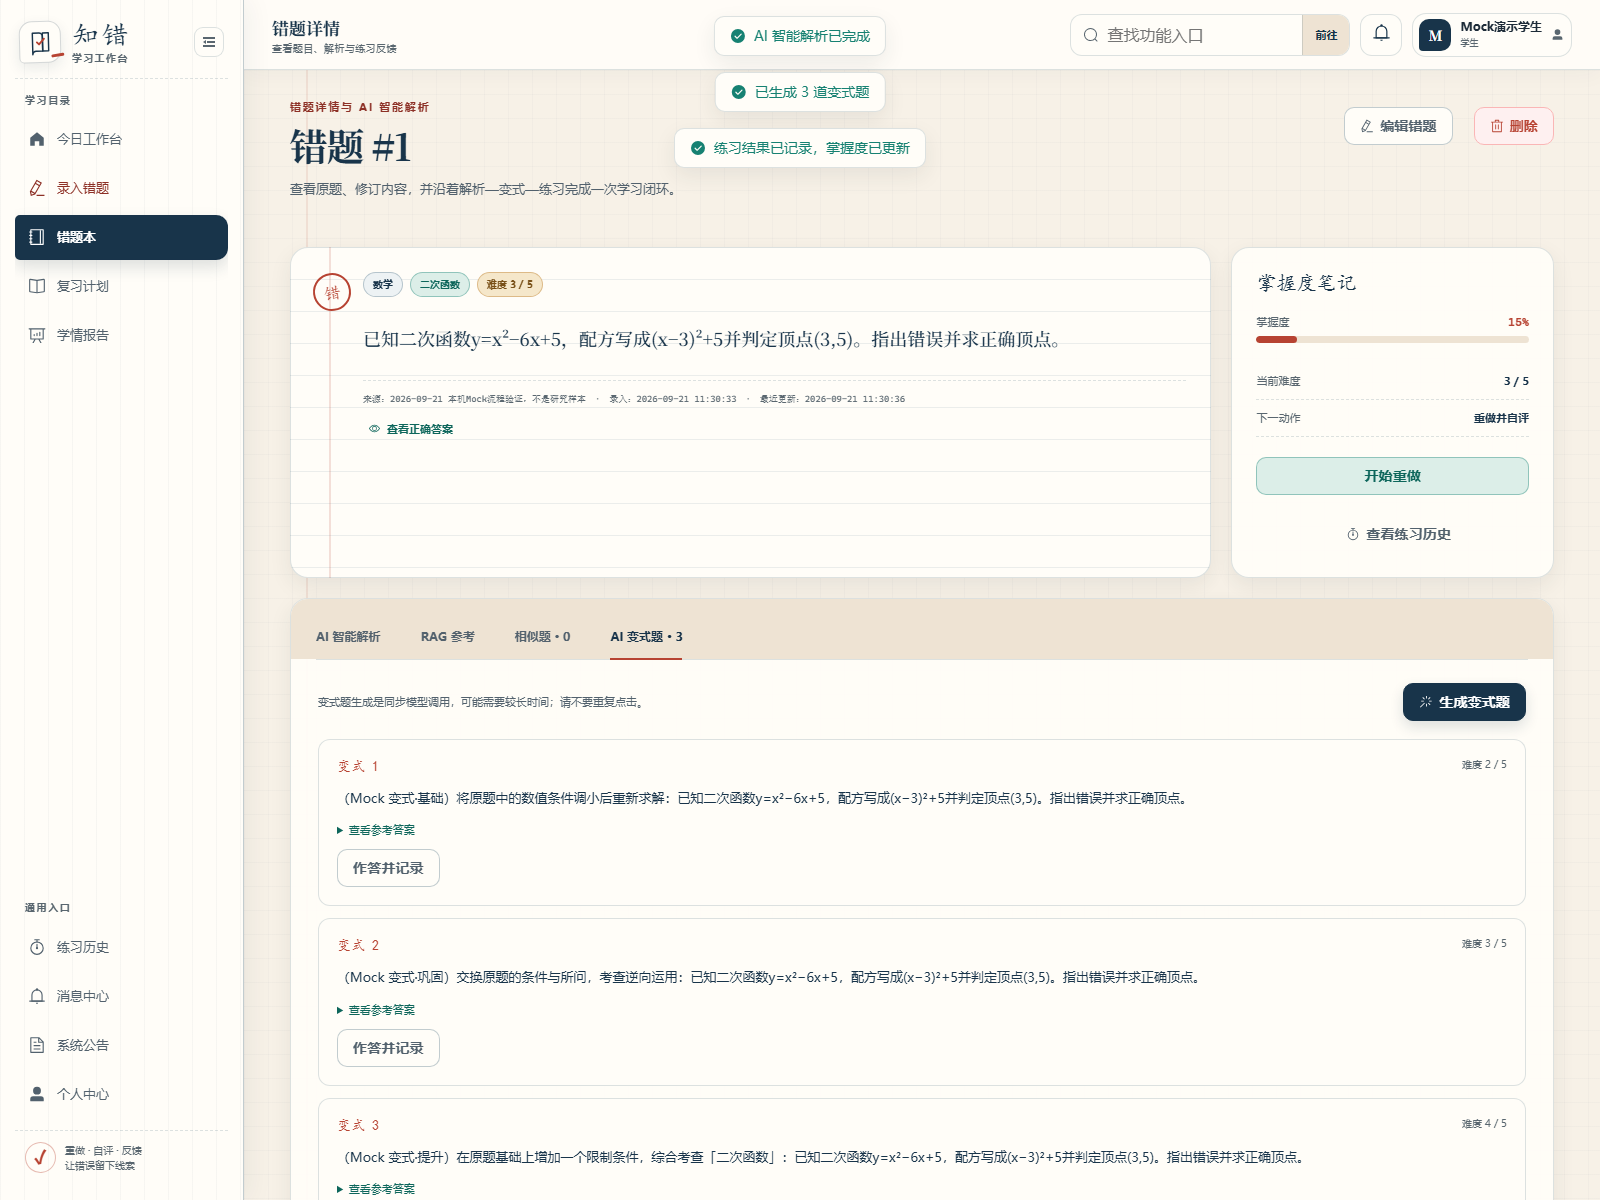 知错
学习工作台
学习目录
今日工作台
录入错题
错题本
复习计划
学情报告
通用入口
练习历史
消息中心
系统公告
个人中心
重做 · 自评 · 反馈
让错误留下线索
错题详情
查看题目、解析与练习反馈
AI 智能解析已完成
已生成 3 道变式题
练习结果已记录，掌握度已更新
查找功能入口
前往
M
Mock演示学生
学生
错题详情与 AI 智能解析
错题 #1
查看原题、修订内容，并沿着解析—变式—练习完成一次学习闭环。
编辑错题
删除
错
数学
二次函数
难度 3 / 5
已知二次函数y=x²−6x+5，配方写成(x−3)²+5并判定顶点(3,5)。指出错误并求正确顶点。
来源：2026-09-21 本机Mock流程验证，不是研究样本 · 录入：2026-09-21 11:30:33 · 最近更新：2026-09-21 11:30:36
查看正确答案
掌握度笔记
掌握度
15%
当前难度
3 / 5
下一动作
重做并自评
开始重做
查看练习历史
AI 智能解析
RAG 参考
相似题 • 0
AI 变式题 • 3
变式题生成是同步模型调用，可能需要较长时间；请不要重复点击。
生成变式题
变式 1
难度 2 / 5
（Mock 变式·基础）将原题中的数值条件调小后重新求解：已知二次函数y=x²−6x+5，配方写成(x−3)²+5并判定顶点(3,5)。指出错误并求正确顶点。
查看参考答案
作答并记录
变式 2
难度 3 / 5
（Mock 变式·巩固）交换原题的条件与所问，考查逆向运用：已知二次函数y=x²−6x+5，配方写成(x−3)²+5并判定顶点(3,5)。指出错误并求正确顶点。
查看参考答案
作答并记录
变式 3
难度 4 / 5
（Mock 变式·提升）在原题基础上增加一个限制条件，综合考查「二次函数」：已知二次函数y=x²−6x+5，配方写成(x−3)²+5并判定顶点(3,5)。指出错误并求正确顶点。
查看参考答案